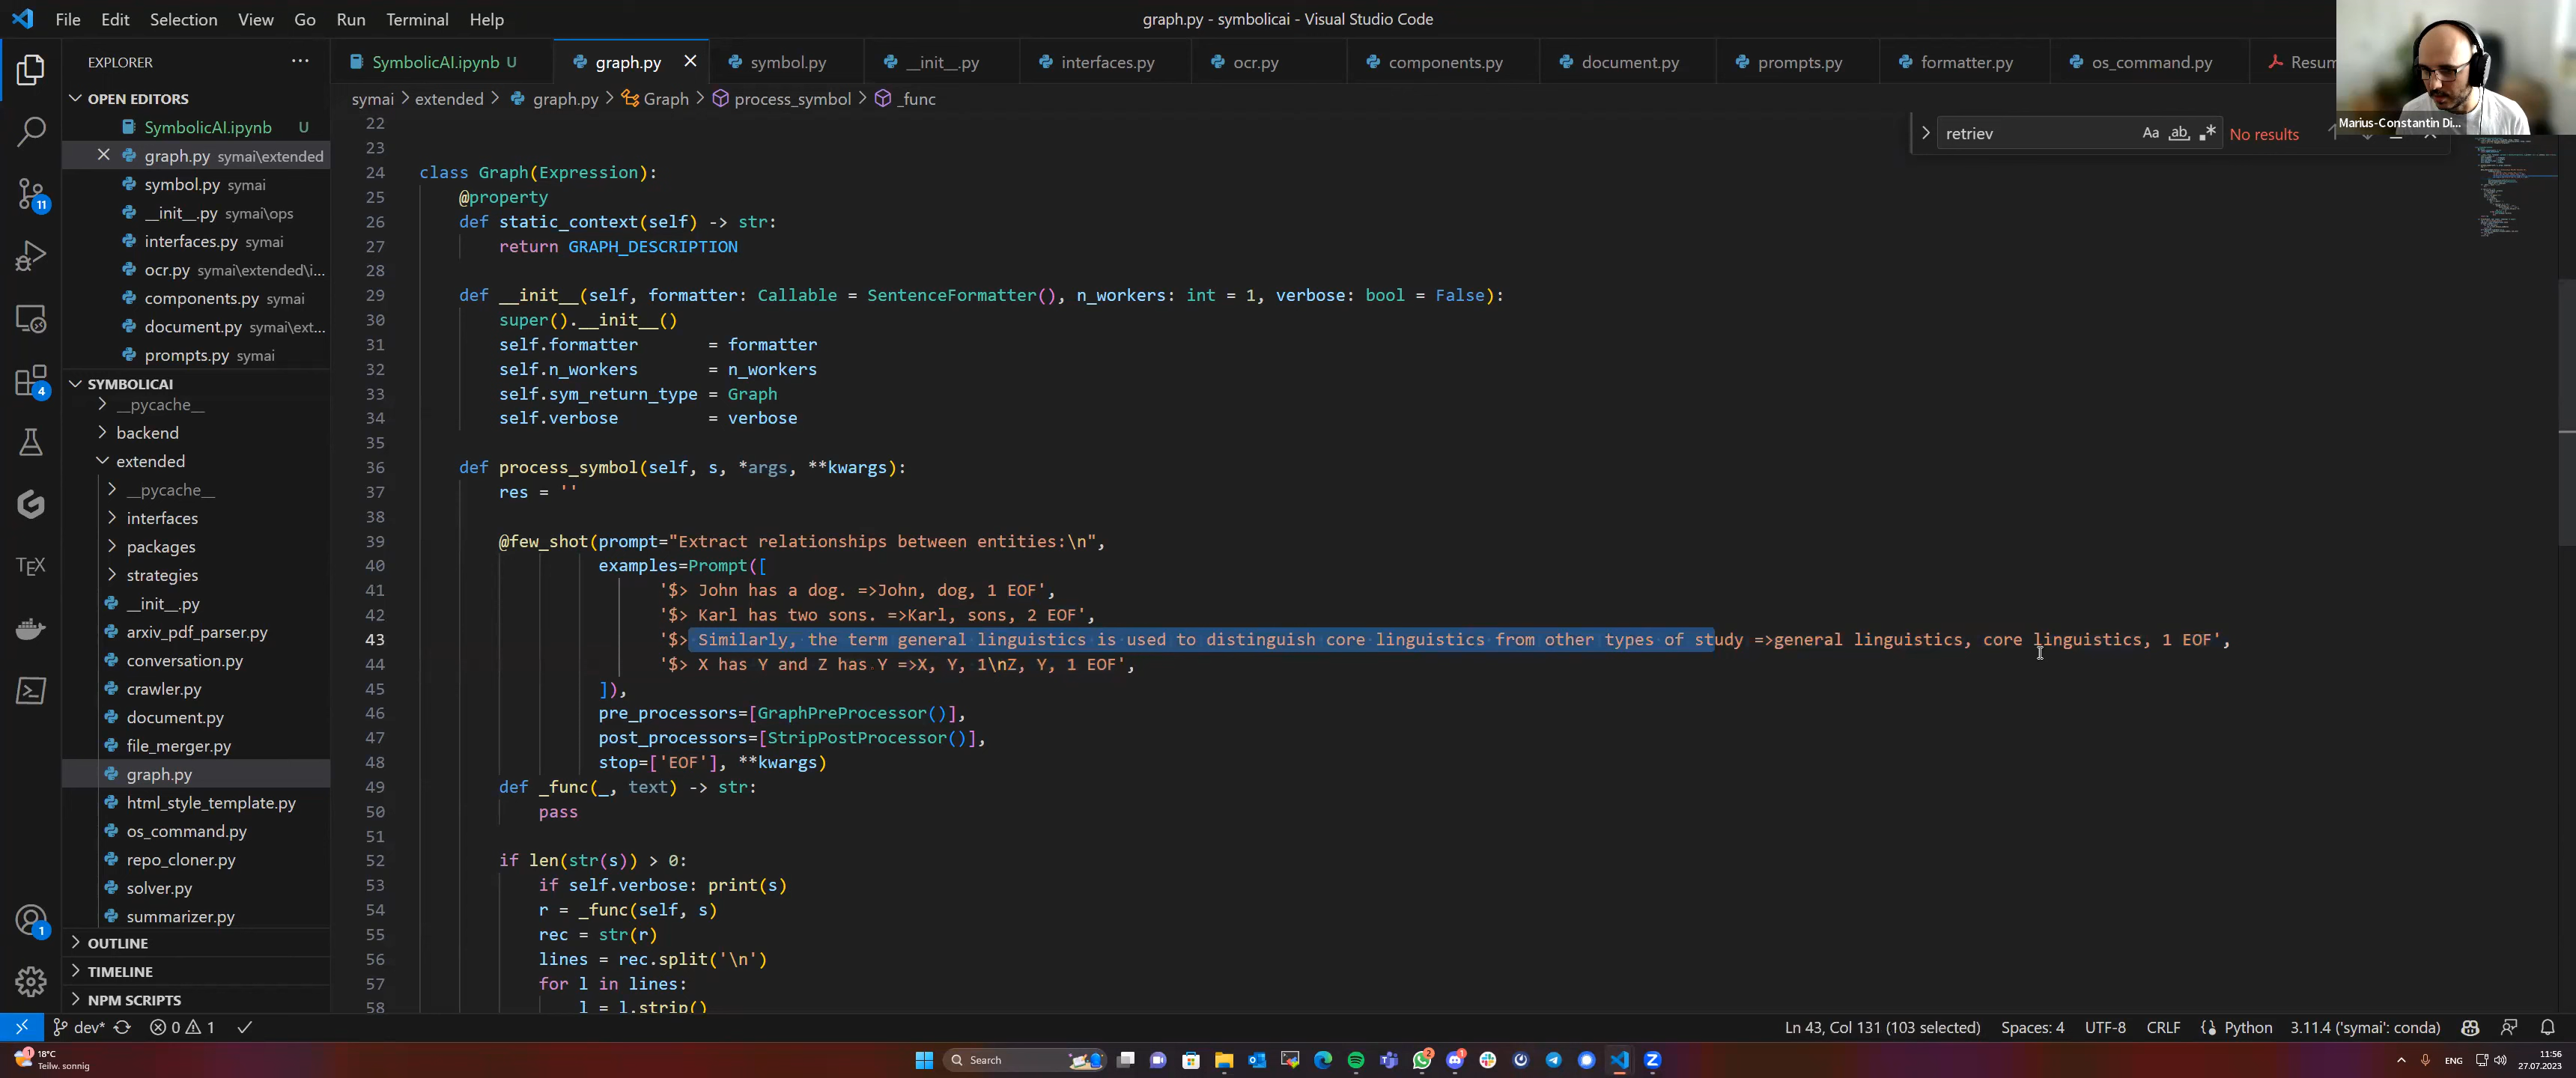 File Edit Selection View Go Run Terminal Help
graph.py - symbolicai - Visual Studio Code
EXPLORER ...
SymbolicAI.ipynb U
graph.py
symbol.py
__init__.py
interfaces.py
ocr.py
components.py
document.py
prompts.py
formatter.py
os_command.py
Resum
Marius-Constantin Di...
symai > extended > graph.py > Graph > process_symbol > _func
retriev Aa ab No results
OPEN EDITORS
SymbolicAI.ipynb U
graph.py symai\extended
symbol.py symai
__init__.py symai\ops
interfaces.py symai
ocr.py symai\extended\i...
components.py symai
document.py symai\ext...
prompts.py symai
SYMBOLICAI
__pycache__
backend
extended
__pycache__
interfaces
packages
strategies
__init__.py
arxiv_pdf_parser.py
conversation.py
crawler.py
document.py
file_merger.py
graph.py
html_style_template.py
os_command.py
repo_cloner.py
solver.py
summarizer.py
OUTLINE
TIMELINE
NPM SCRIPTS
11
4
1
22
23
24 class Graph(Expression):
25 @property
26 def static_context(self) -> str:
27 return GRAPH_DESCRIPTION
28
29 def __init__(self, formatter: Callable = SentenceFormatter(), n_workers: int = 1, verbose: bool = False):
30 super().__init__()
31 self.formatter = formatter
32 self.n_workers = n_workers
33 self.sym_return_type = Graph
34 self.verbose = verbose
35
36 def process_symbol(self, s, *args, **kwargs):
37 res = ''
38
39 @few_shot(prompt="Extract relationships between entities:\n",
40 examples=Prompt([
41 '$> John has a dog. =>John, dog, 1 EOF',
42 '$> Karl has two sons. =>Karl, sons, 2 EOF',
43 '$> Similarly, the term general linguistics is used to distinguish core linguistics from other types of study =>general linguistics, core linguistics, 1 EOF',
44 '$> X has Y and Z has Y =>X, Y, 1\nZ, Y, 1 EOF',
45 ]),
46 pre_processors=[GraphPreProcessor()],
47 post_processors=[StripPostProcessor()],
48 stop=['EOF'], **kwargs)
49 def _func(_, text) -> str:
50 pass
51
52 if len(str(s)) > 0:
53 if self.verbose: print(s)
54 r = _func(self, s)
55 rec = str(r)
56 lines = rec.split('\n')
57 for l in lines:
58 l = l.strip()
dev* 0 1
Ln 43, Col 131 (103 selected) Spaces: 4 UTF-8 CRLF Python 3.11.4 ('symai': conda)
18°C
Teilw. sonnig
Search
ENG
11:56
27.07.2023